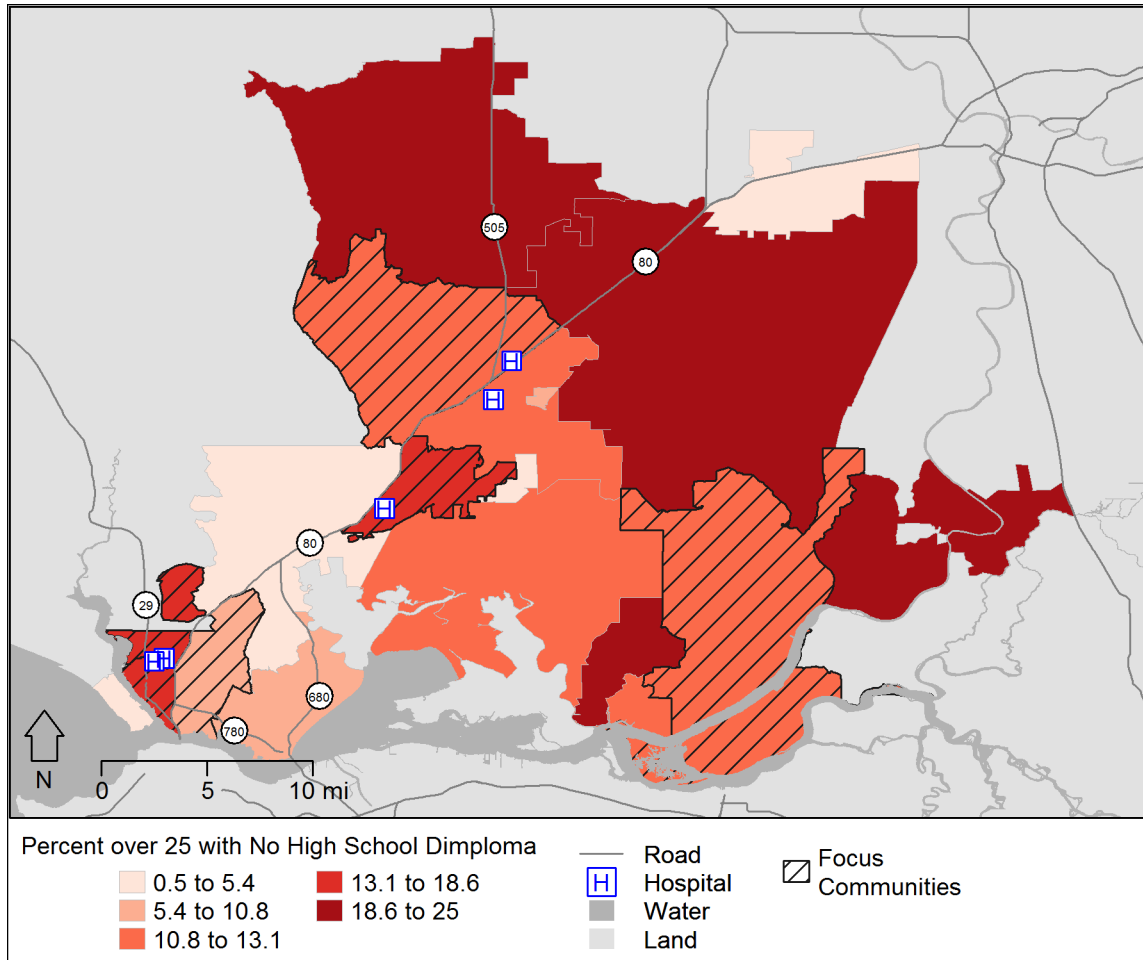 505
80
H
H
H
80
29
H H
680
780
N
0 5 10 mi
Percent over 25 with No High School Dimploma
0.5 to 5.4
5.4 to 10.8
10.8 to 13.1
13.1 to 18.6
18.6 to 25
Road
H Hospital
Water
Land
Focus
Communities